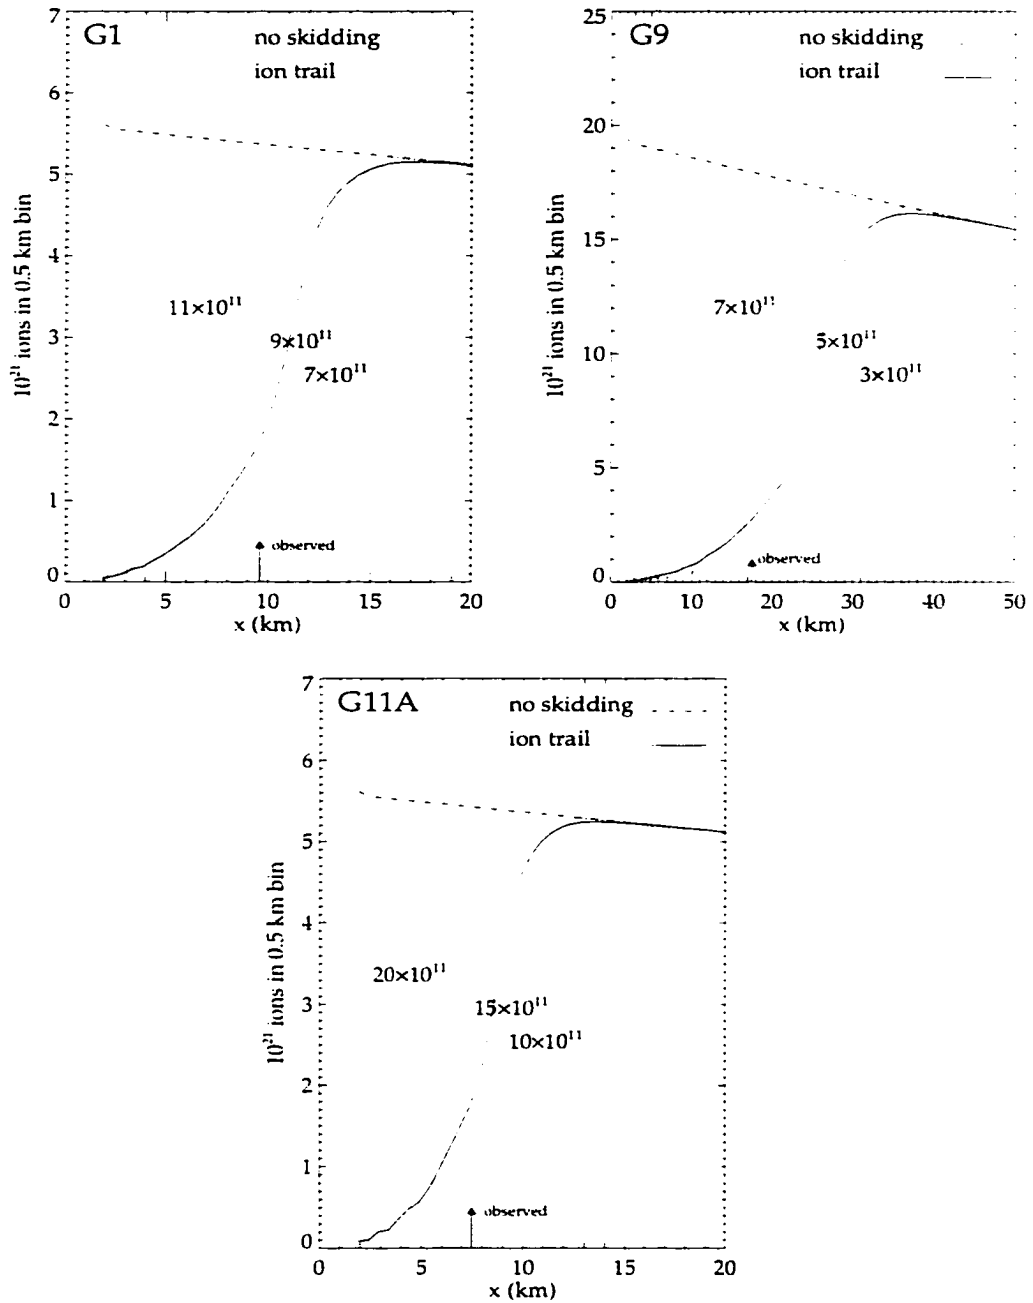 G1
no skidding
ion trail
7
6
5
4
3
2
1
0
10²¹ ions in 0.5 km bin
11×10¹¹
9×10¹¹
7×10¹¹
observed
0 5 10 15 20
x (km)
G9
no skidding
ion trail
25
20
15
10
5
0
10²¹ ions in 0.5 km bin
7×10¹¹
5×10¹¹
3×10¹¹
observed
0 10 20 30 40 50
x (km)
G11A
no skidding
ion trail
7
6
5
4
3
2
1
0
10²¹ ions in 0.5 km bin
20×10¹¹
15×10¹¹
10×10¹¹
observed
0 5 10 15 20
x (km)